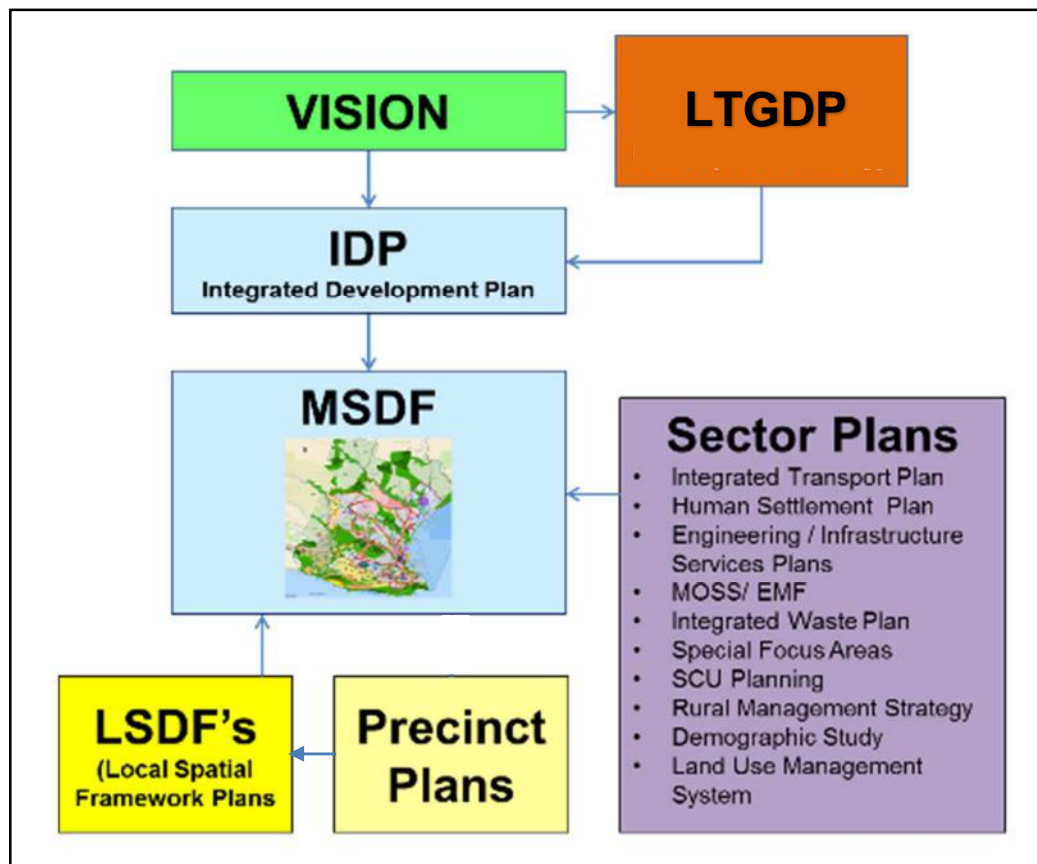 VISION
LTGDP
IDP
Integrated Development Plan
MSDF
Sector Plans
• Integrated Transport Plan
• Human Settlement Plan
• Engineering / Infrastructure
Services Plans
• MOSS/ EMF
• Integrated Waste Plan
• Special Focus Areas
• SCU Planning
• Rural Management Strategy
• Demographic Study
• Land Use Management
System
LSDF's
(Local Spatial
Framework Plans
Precinct
Plans